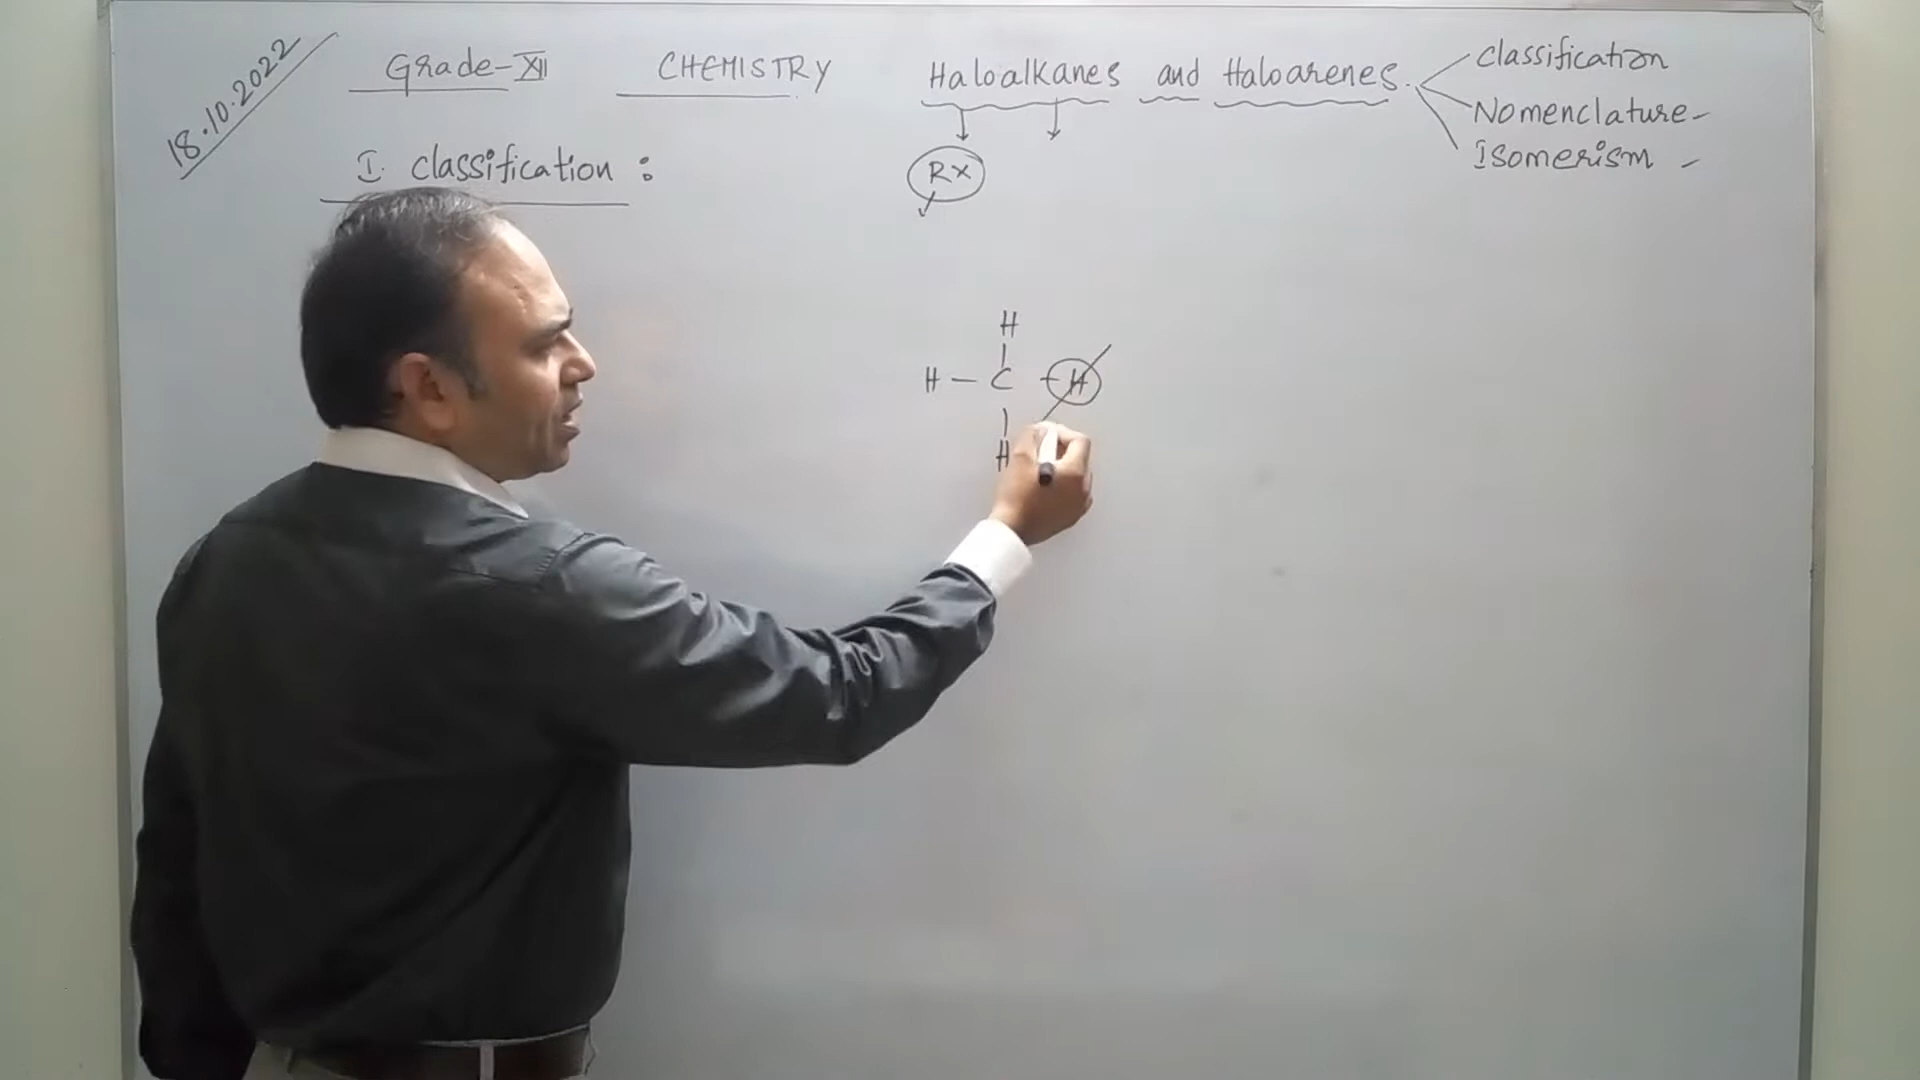 18.10.2022
Grade-XII CHEMISTRY Haloalkanes and Haloarenes.
Classification
Nomenclature-
Isomerism -
I. Classification :
RX
H
H - C - H
H